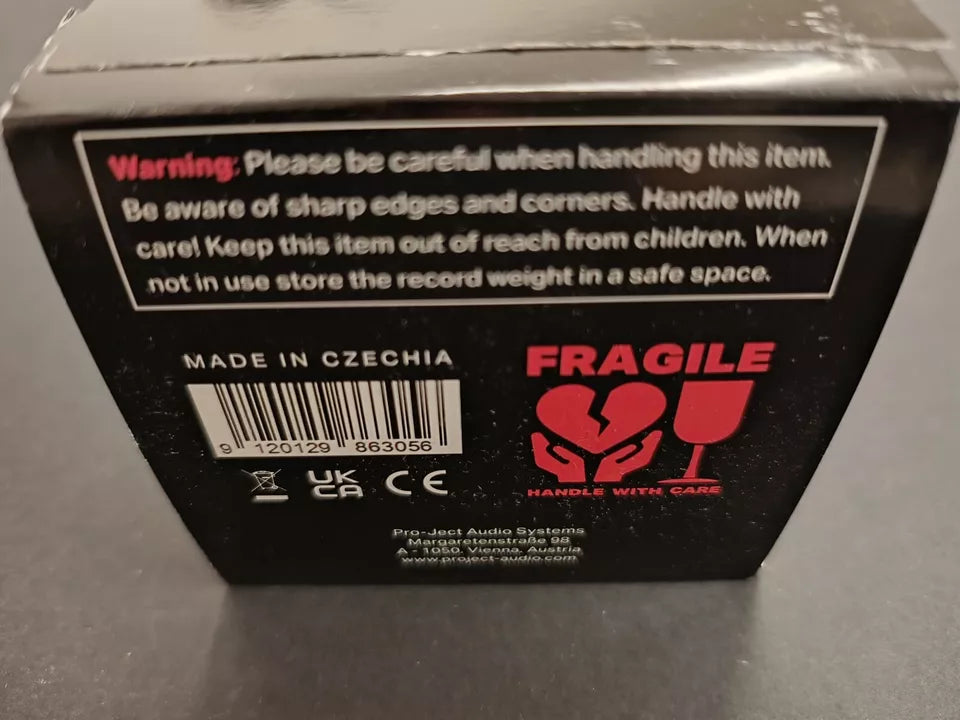 Warning: Please be careful when handling this item.
Be aware of sharp edges and corners. Handle with
care! Keep this item out of reach from children. When
not in use store the record weight in a safe space.
MADE IN CZECHIA
9 120129 863056
UK
CA CE
FRAGILE
HANDLE WITH CARE
Pro-Ject Audio Systems
Margaretenstraße 98
A - 1050, Vienna, Austria
www.project-audio.com